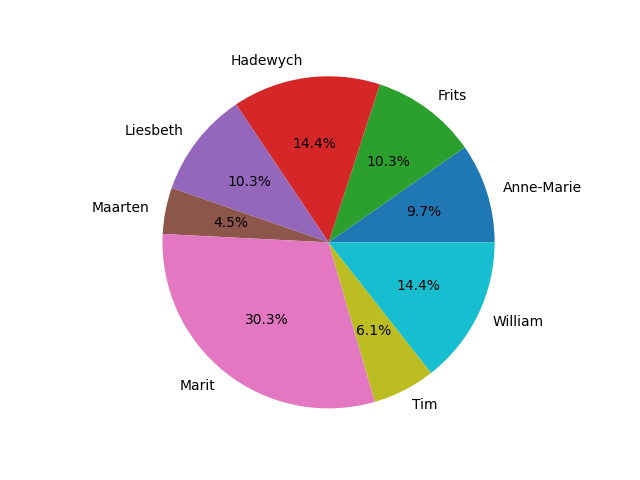 Hadewych
Frits
Liesbeth
14.4%
10.3%
10.3%
Anne-Marie
Maarten
4.5%
9.7%
14.4%
William
30.3%
6.1%
Marit
Tim